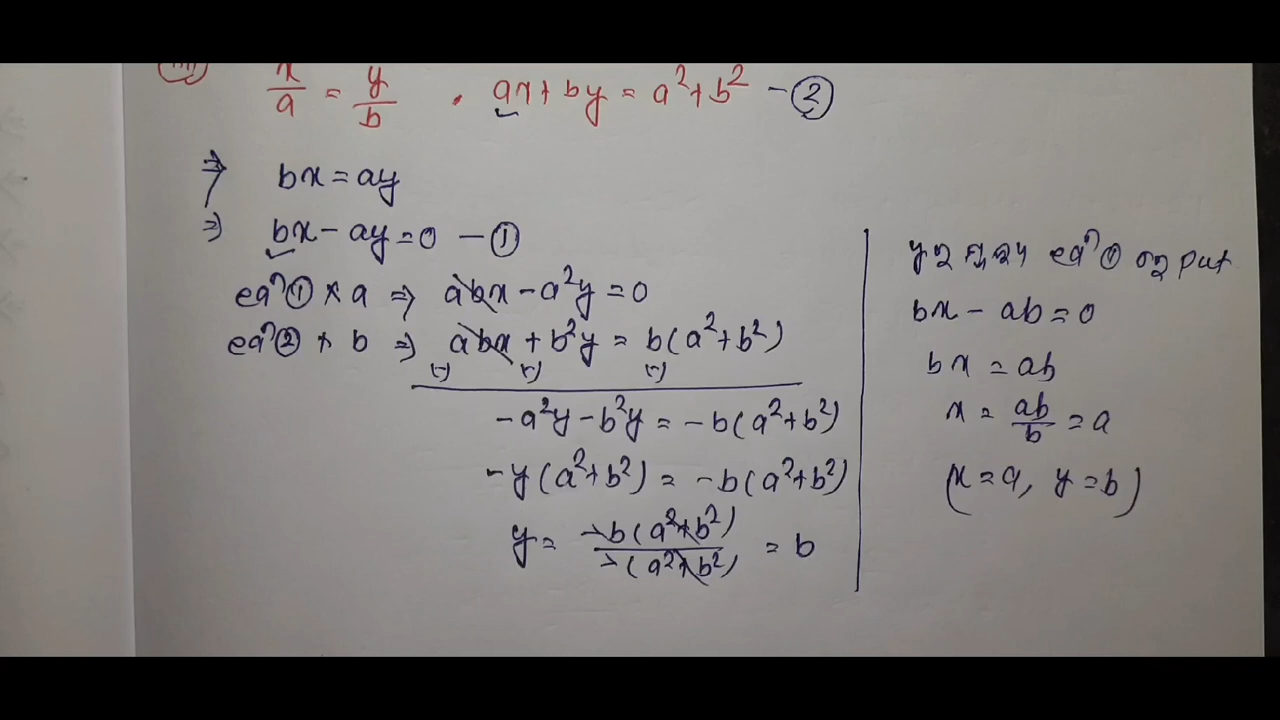 (iii) x/a = y/b , ax + by = a² + b² - ②
⇒ bx = ay
⇒ bx - ay = 0 - ①
eqⁿ ① × a ⇒ abx - a²y = 0
eqⁿ ② × b ⇒ abx + b²y = b(a² + b²)
(-) (-) (-)
-a²y - b²y = -b(a² + b²)
-y(a² + b²) = -b(a² + b²)
y = -b(a² + b²)/-(a² + b²) = b
eqⁿ ① put
bx - ab = 0
bx = ab
x = ab/b = a
(x = a, y = b)